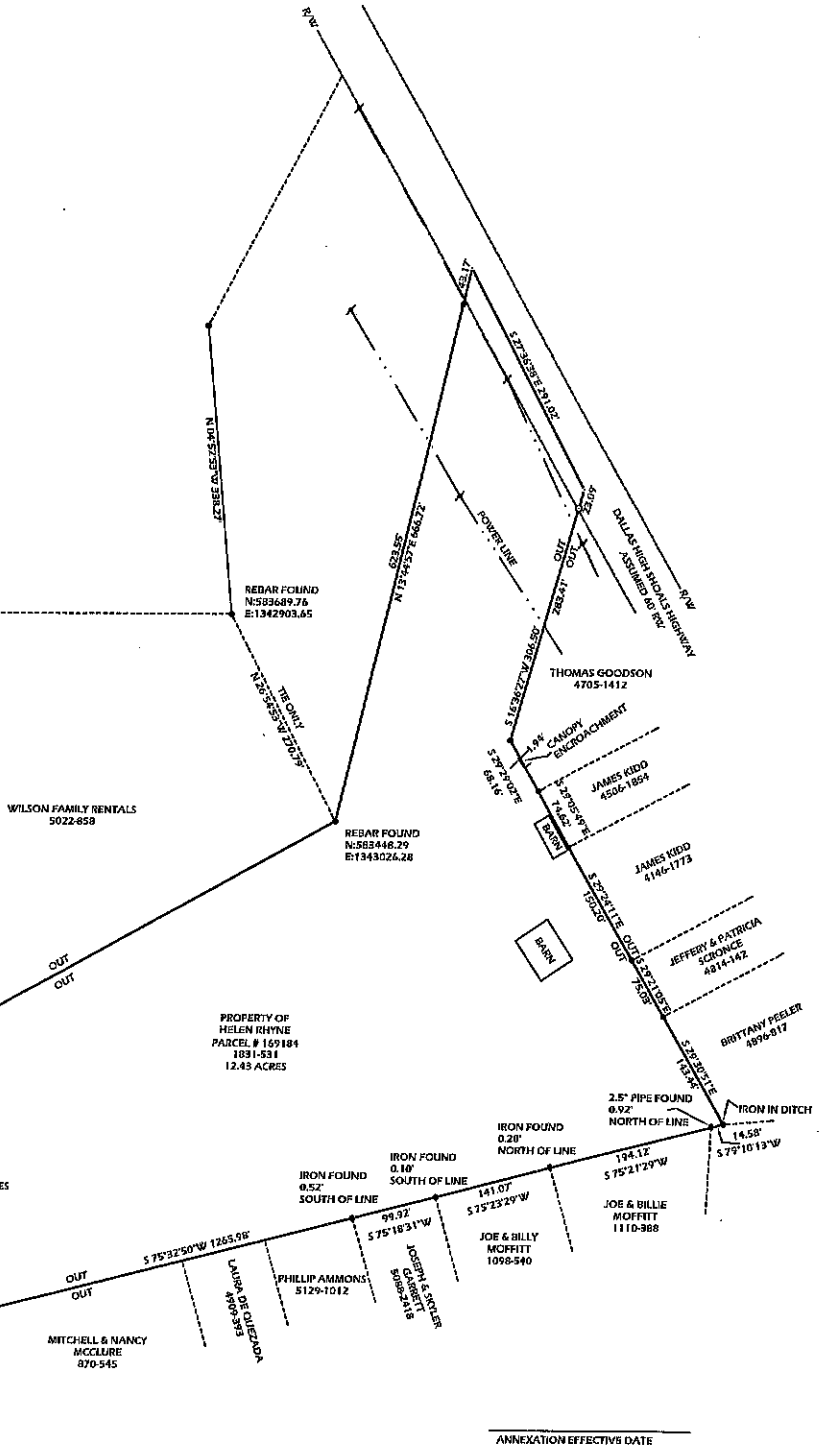 R/W
43.17'
S 27°36'38"E 291.02'
N 04°52'53"W 338.27'
623.55'
N 13°44'57"E 666.72'
POWER LINE
23.09'
OUT
OUT
DALLAS HIGH SHOALS HIGHWAY
ASSUMED 60' RW
R/W
REBAR FOUND
N:583689.76
E:1342903.65
283.41'
S 16°36'27"W 306.50'
TIE ONLY
N 26°54'53"W 270.79'
THOMAS GOODSON
4705-1412
1.94'
CANOPY
ENCROACHMENT
S 29°29'02"E
68.16'
JAMES KIDD
4506-1854
S 29°05'49"E
74.62'
WILSON FAMILY RENTALS
5022-858
REBAR FOUND
N:583448.29
E:1343026.28
BARN
JAMES KIDD
4146-1773
S 29°24'11"E
150.20'
BARN
OUT
OUT
JEFFERY & PATRICIA
SCRONCE
4814-142
S 29°21'05"E
75.03'
OUT
OUT
PROPERTY OF
HELEN RHYNE
PARCEL # 169184
1831-531
12.43 ACRES
BRITTANY PEELER
4896-817
S 29°30'51"E
143.44'
2.5" PIPE FOUND
0.92'
NORTH OF LINE
IRON IN DITCH
14.58'
S 79°10'13"W
IRON FOUND
0.28'
NORTH OF LINE
194.12'
S 75°21'29"W
IRON FOUND
0.10'
SOUTH OF LINE
141.07'
S 75°23'29"W
IRON FOUND
0.52'
SOUTH OF LINE
99.92'
S 75°18'31"W
ES
JOE & BILLIE
MOFFITT
1110-388
JOE & BILLY
MOFFITT
1098-540
S 75°32'50"W 1265.98'
JOSEPH & SKYLER
GARRETT
5088-2418
PHILLIP AMMONS
5129-1012
LAURA DE QUEZADA
4909-393
OUT
OUT
MITCHELL & NANCY
MCCLURE
870-545
ANNEXATION EFFECTIVE DATE